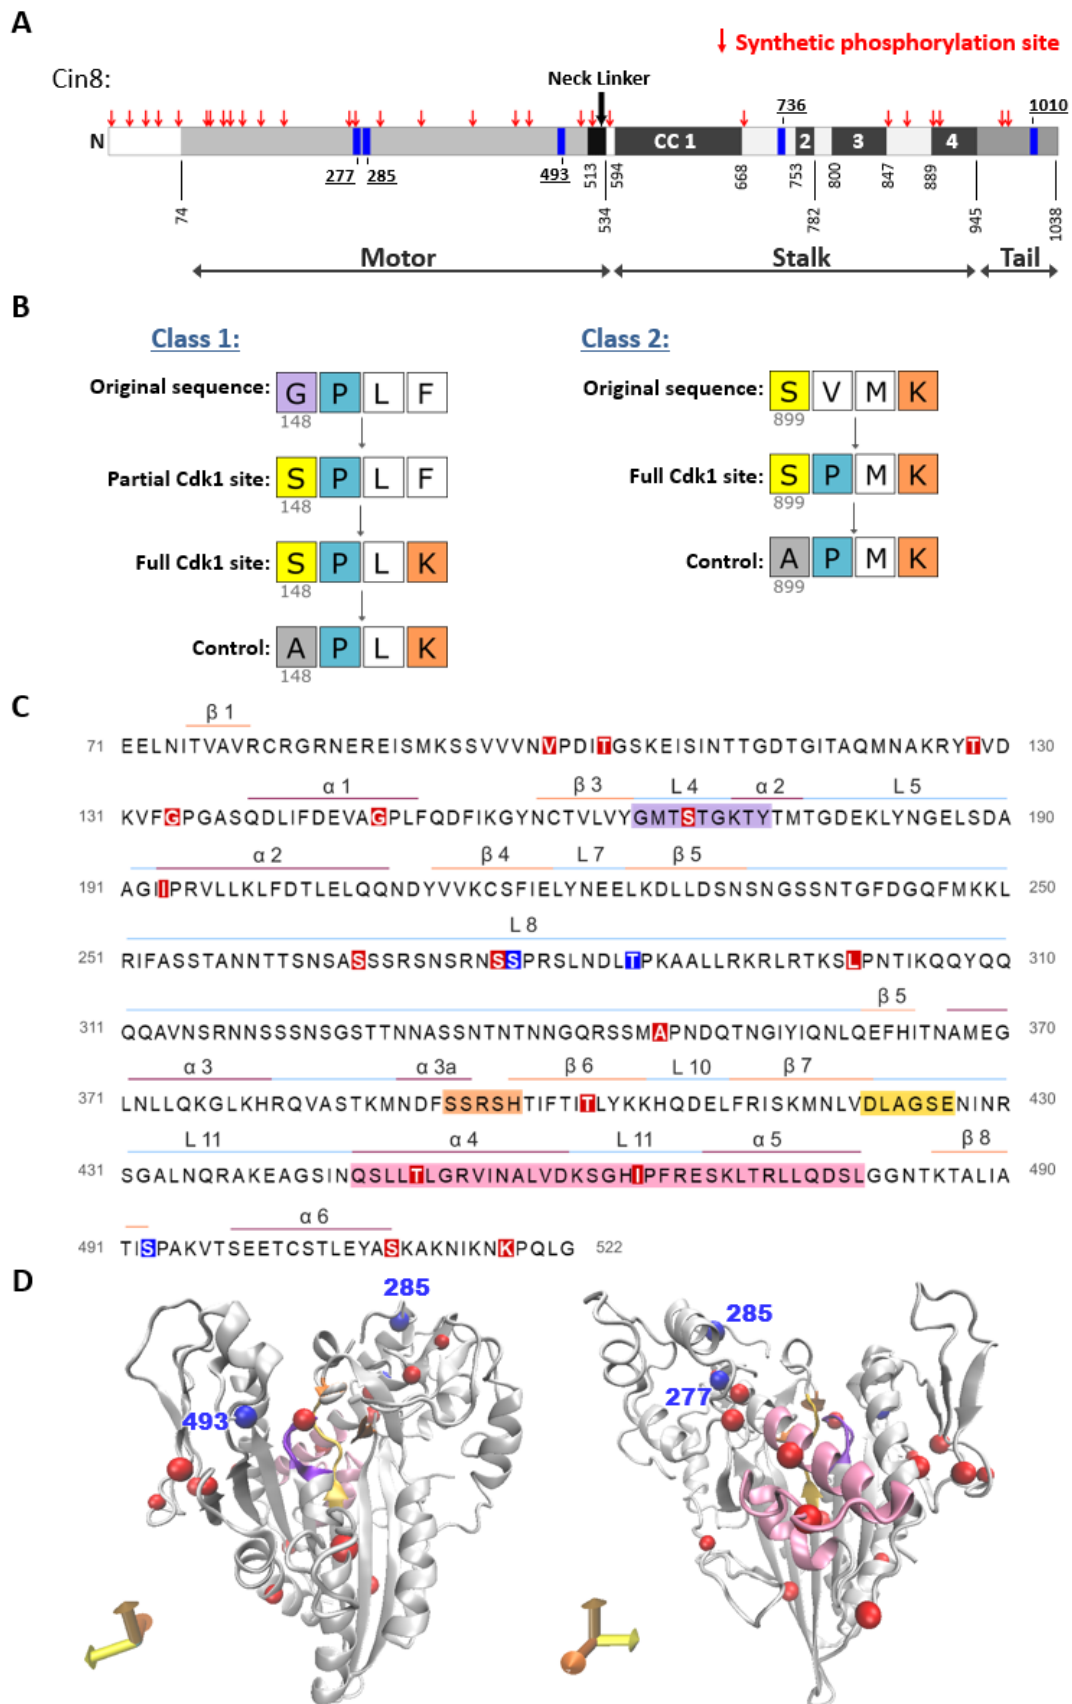 A
Synthetic phosphorylation site
Cin8:
Neck Linker
736
1010
N
CC 1
2
3
4
277
285
493
513
594
668
753
800
847
889
74
534
782
945
1038
Motor
Stalk
Tail
B
Class 1:
Original sequence: G P L F
148
Partial Cdk1 site: S P L F
148
Full Cdk1 site: S P L K
148
Control: A P L K
148
Class 2:
Original sequence: S V M K
899
Full Cdk1 site: S P M K
899
Control: A P M K
899
C
β 1
71 EELNITVAVRCRGRNEREISMKSSVVVNVPDITGSKEISINTTGDTGITAQMNAKRYTVD 130
α 1 β 3 L 4 α 2 L 5
131 KVFGPGASQDLIFDEVAGPLFQDFIKGYNCTVLVYGMTSTGKTYTMTGDEKLYNGELSDA 190
α 2 β 4 L 7 β 5
191 AGIIPRVLLKLFDTLELQQNDYVVKCSFIELYNEELKDLLDSNSNGSSNTGFDGQFMKKL 250
L 8
251 RIFASSTANNTTSNSASSSRSNSRNSSPRSLNDLTPKAALLRKRLRTKSLPNTIKQQYQQ 310
β 5
311 QQAVNSRNNSSSNSGSTTNNASSNTNTNNGQRSSMAPNDQTNGIYIQNLQEFHITNAMEG 370
α 3 α 3a β 6 L 10 β 7
371 LNLLQKGLKHRQVASTKMNDFSSRSHTIFTITLYKKHQDELFRISKMNLVDLAGSENINR 430
L 11 α 4 L 11 α 5 β 8
431 SGALNQRAKEAGSINQSLLTLGRVINALVDKSGHIPFRESKLTRLLQDSLGGNTKTALIA 490
α 6
491 TISPAKVTSEETCSTLEYASKAKNIKNKPQLG 522
D
285
493
285
277